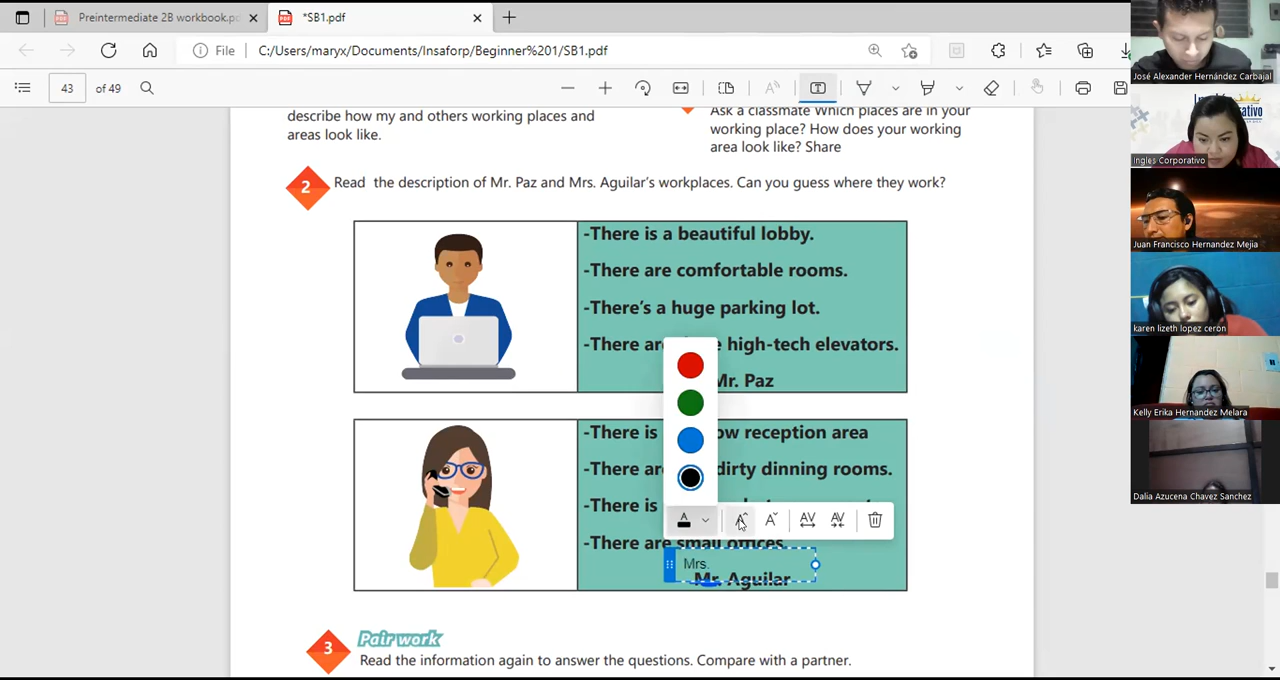 Preintermediate 2B workbook.pd
*SB1.pdf
File
C:/Users/maryx/Documents/Insaforp/Beginner%201/SB1.pdf
43 of 49
describe how my and others working places and
areas look like.
Ask a classmate Which places are in your
working place? How does your working
area look like? Share
2
Read the description of Mr. Paz and Mrs. Aguilar's workplaces. Can you guess where they work?
-There is a beautiful lobby.
-There are comfortable rooms.
-There's a huge parking lot.
-There are high-tech elevators.
Mr. Paz
-There is ow reception area
-There are dirty dinning rooms.
-There is
-There are small offices
Mrs.
Mr. Aguilar
3
Pair work
Read the information again to answer the questions. Compare with a partner.
José Alexander Hernández Carbajal
Ingles Corporativo
Juan Francisco Hernandez Mejia
karen lizeth lopez cerón
Kelly Erika Hernandez Melara
Dalia Azucena Chavez Sanchez